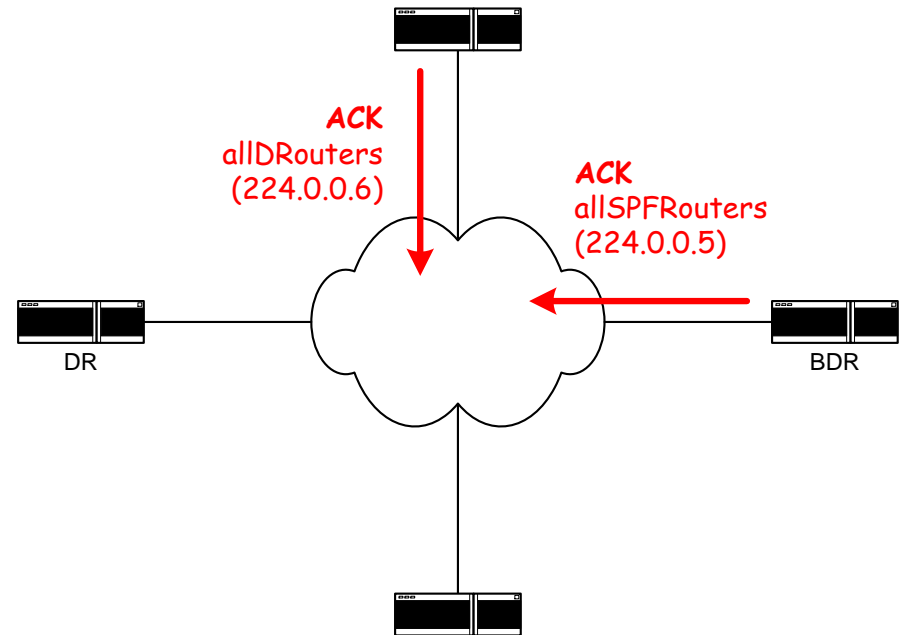 ACK
allDRouters
(224.0.0.6)
ACK
allSPFRouters
(224.0.0.5)
DR
BDR